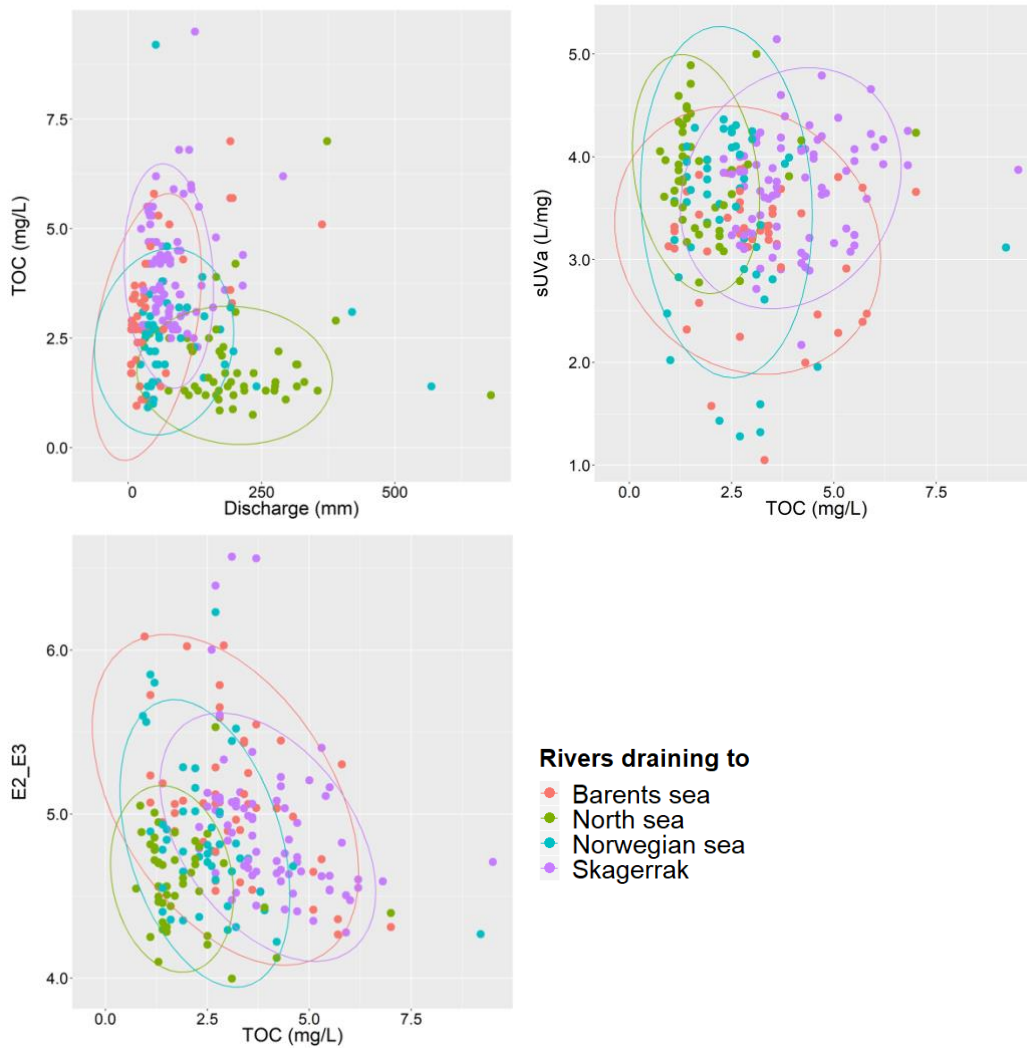 7.5
5.0
2.5
0.0
TOC (mg/L)
0
250
500
Discharge (mm)
5.0
4.0
3.0
2.0
1.0
sUVa (L/mg)
0.0
2.5
5.0
7.5
TOC (mg/L)
6.0
5.0
4.0
E2_E3
0.0
2.5
5.0
7.5
TOC (mg/L)
Rivers draining to
Barents sea
North sea
Norwegian sea
Skagerrak